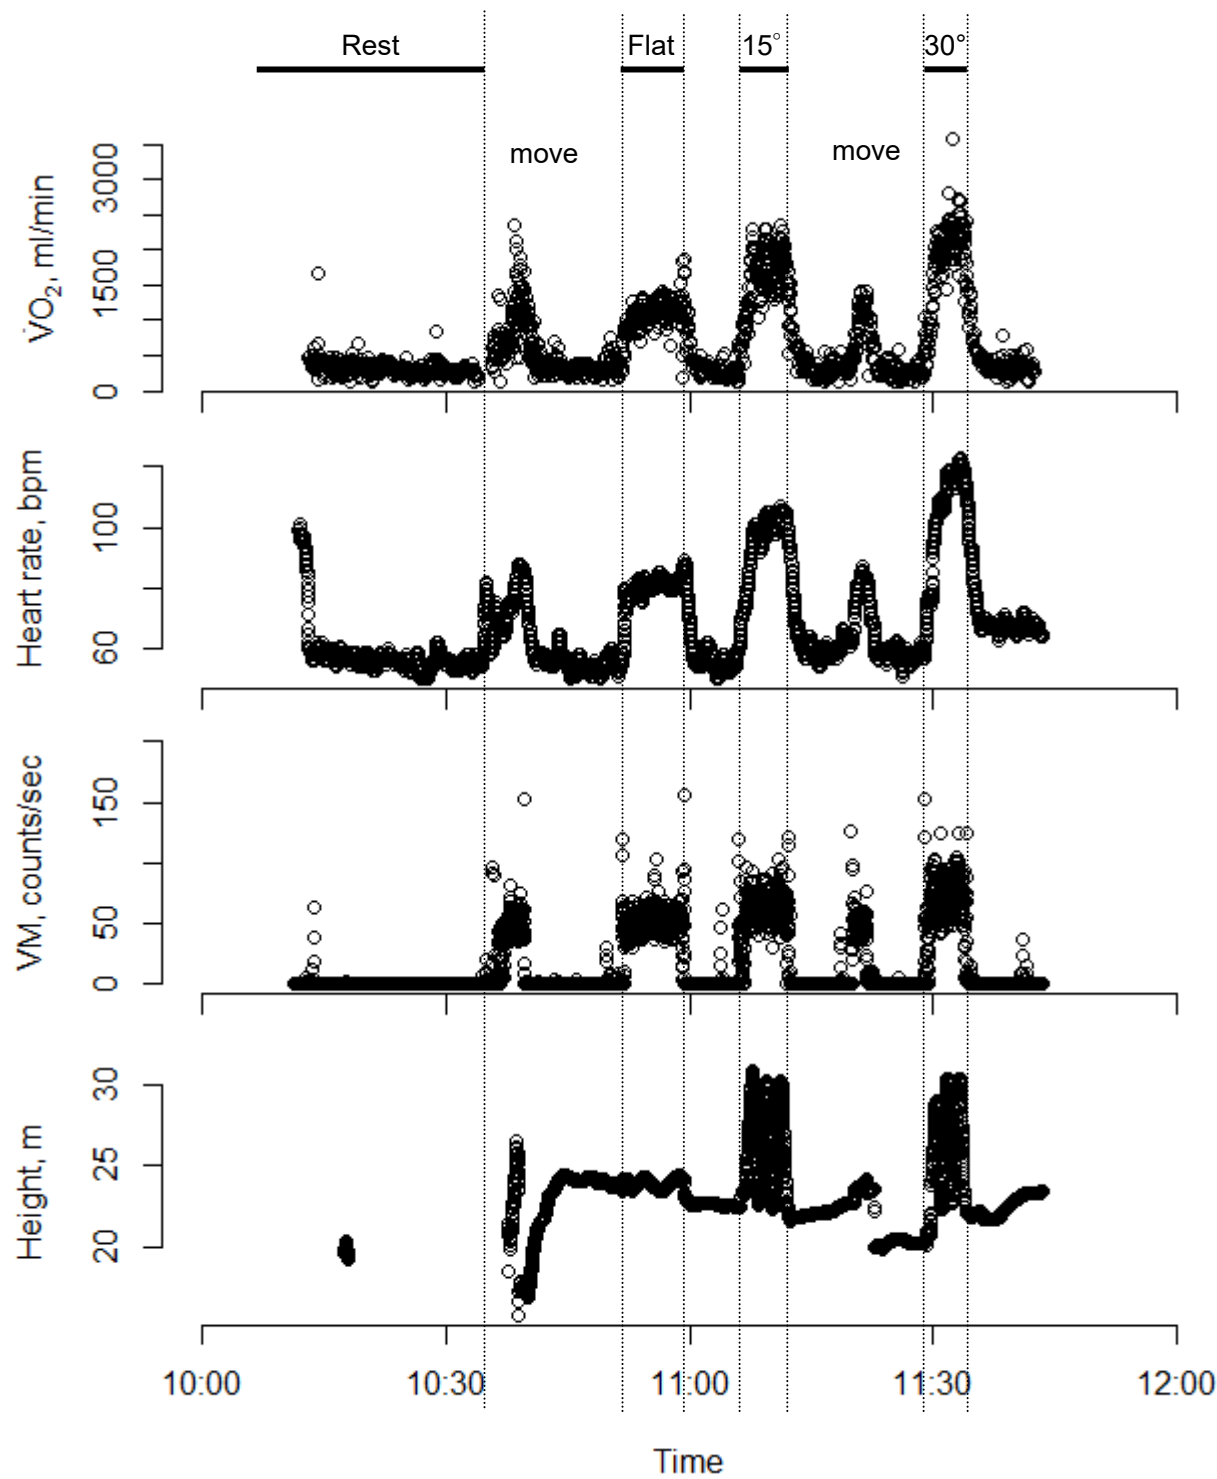 Rest Flat 15° 30°
move move
V̇O₂, ml/min
0 1500 3000
Heart rate, bpm
60 100
VM, counts/sec
0 50 150
Height, m
20 25 30
10:00 10:30 11:00 11:30 12:00
Time